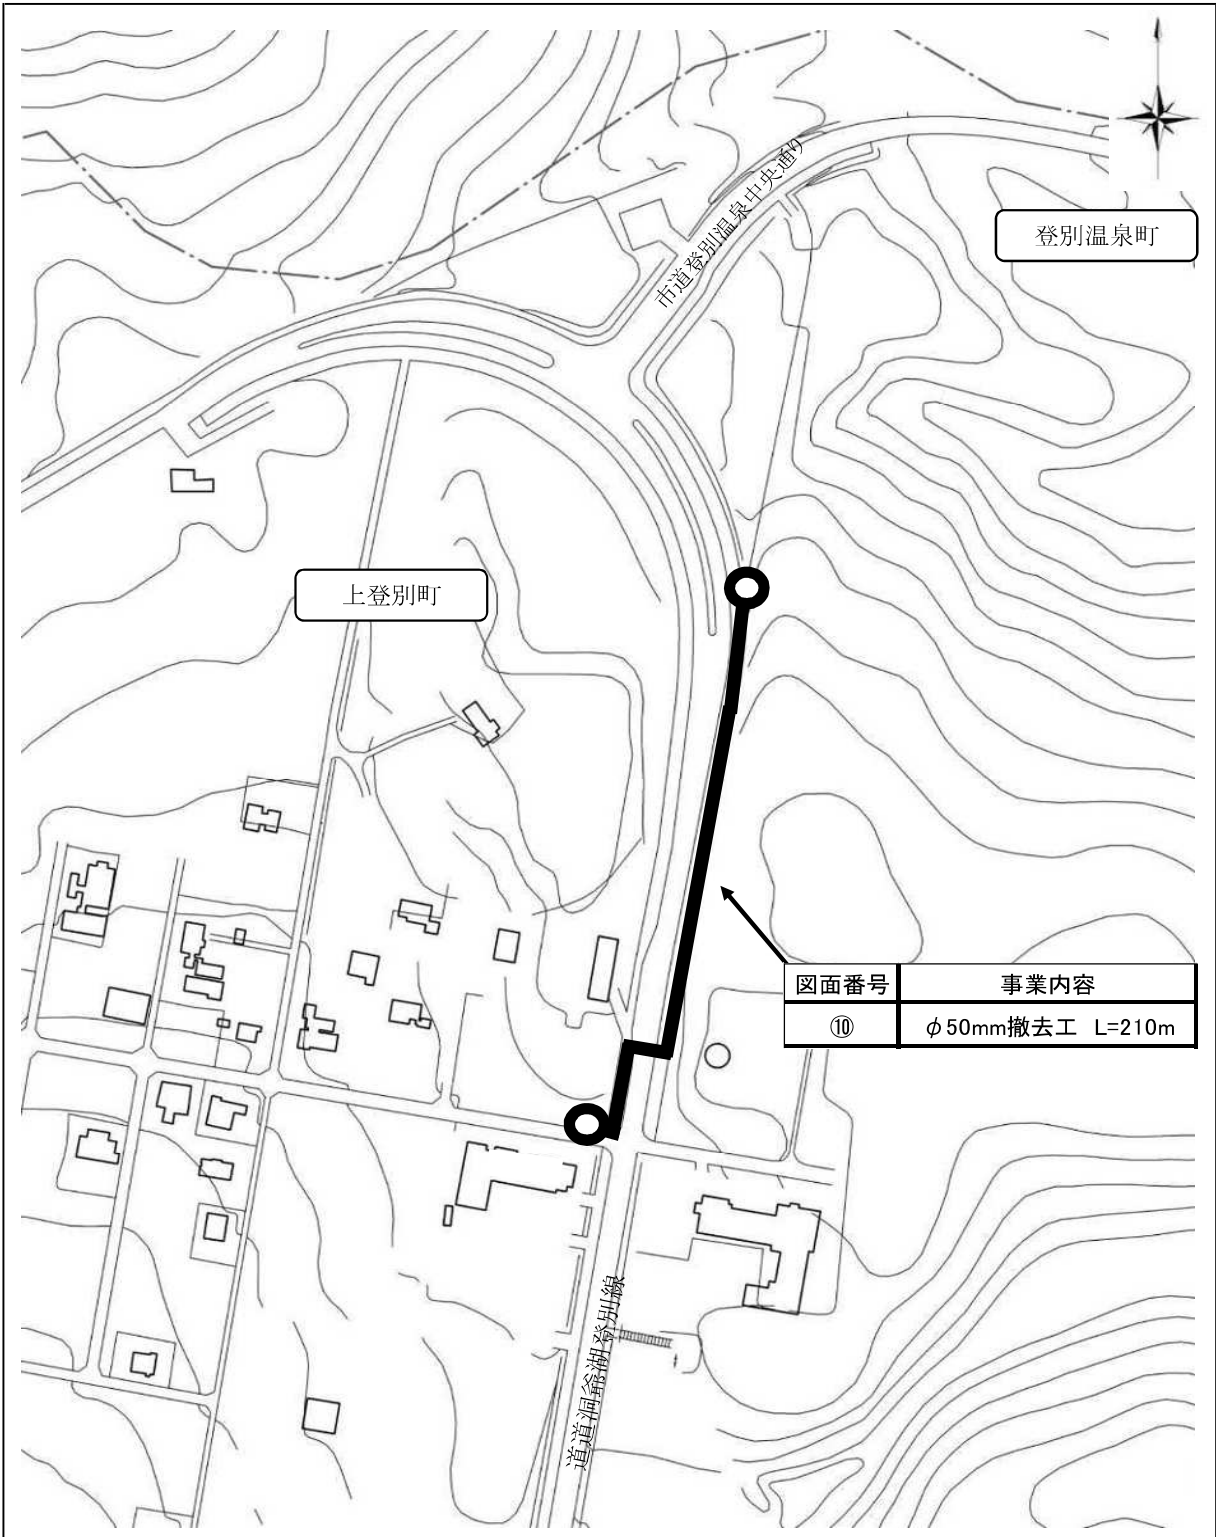 市道登別温泉中央通り
登別温泉町
上登別町
図面番号 事業内容
⑩ φ50mm撤去工 L=210m
道道洞爺湖登別線